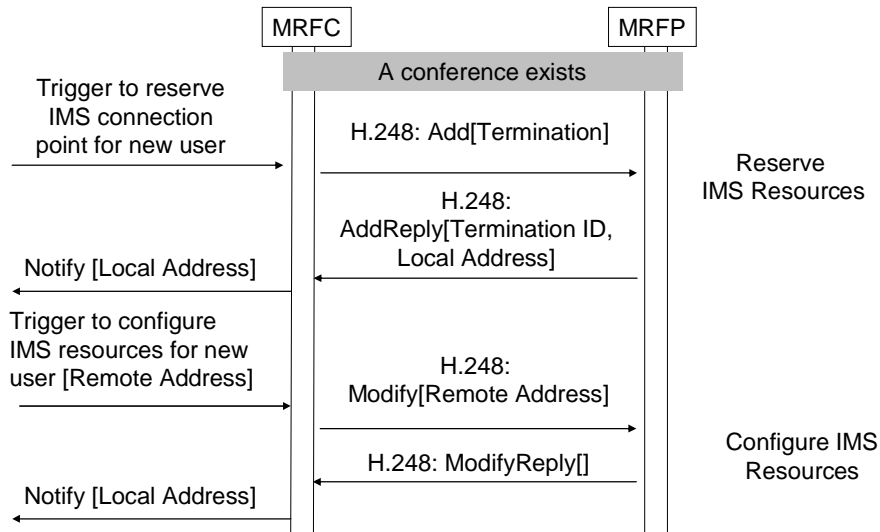 MRFC
MRFP
A conference exists
Trigger to reserve
IMS connection
point for new user
H.248: Add[Termination]
Reserve
IMS Resources
H.248:
AddReply[Termination ID,
Local Address]
Notify [Local Address]
Trigger to configure
IMS resources for new
user [Remote Address]
H.248:
Modify[Remote Address]
Configure IMS
Resources
H.248: ModifyReply[]
Notify [Local Address]